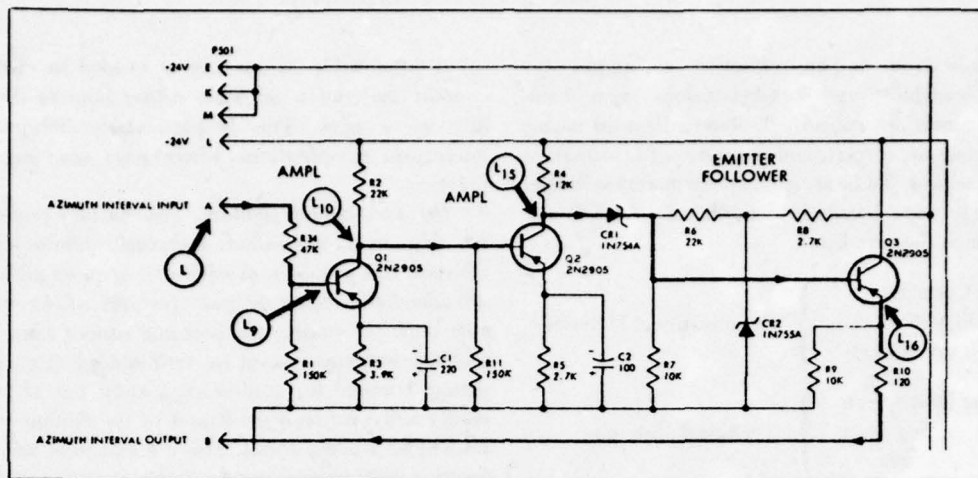 P501
-24V J
K
M
-24V L
AMPL
R2
22K
L10
AZIMUTH INTERVAL INPUT A
R34
47K
Q1
2N2905
L9
R1
150K
R3
3.9K
C1
220
R11
150K
L15
AMPL
R4
12K
Q2
2N2905
R5
2.7K
C2
100
CR1
1N754A
EMITTER
FOLLOWER
R6
22k
R8
2.7K
R7
10K
CR2
1N755A
Q3
2N2905
L16
R9
10K
R10
120
AZIMUTH INTERVAL OUTPUT B